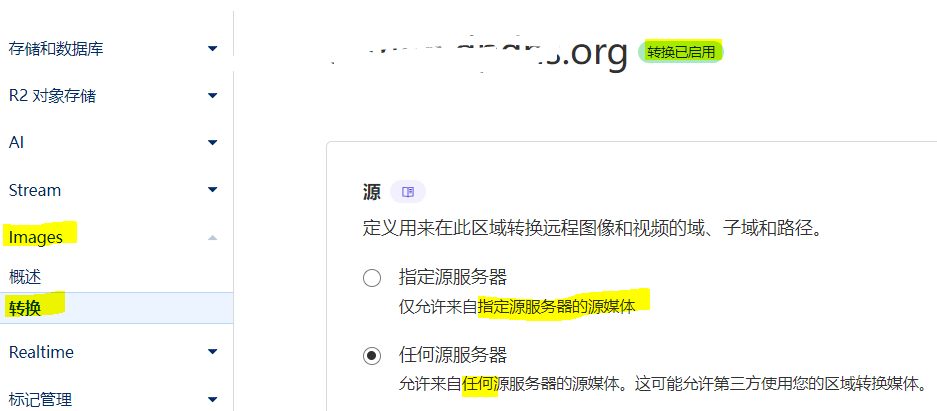 存储和数据库
R2 对象存储
AI
Stream
Images
概述
转换
Realtime
标记管理
.org 转换已启用
源
定义用来在此区域转换远程图像和视频的域、子域和路径。
指定源服务器
仅允许来自指定源服务器的源媒体
任何源服务器
允许来自任何源服务器的源媒体。这可能允许第三方使用您的区域转换媒体。